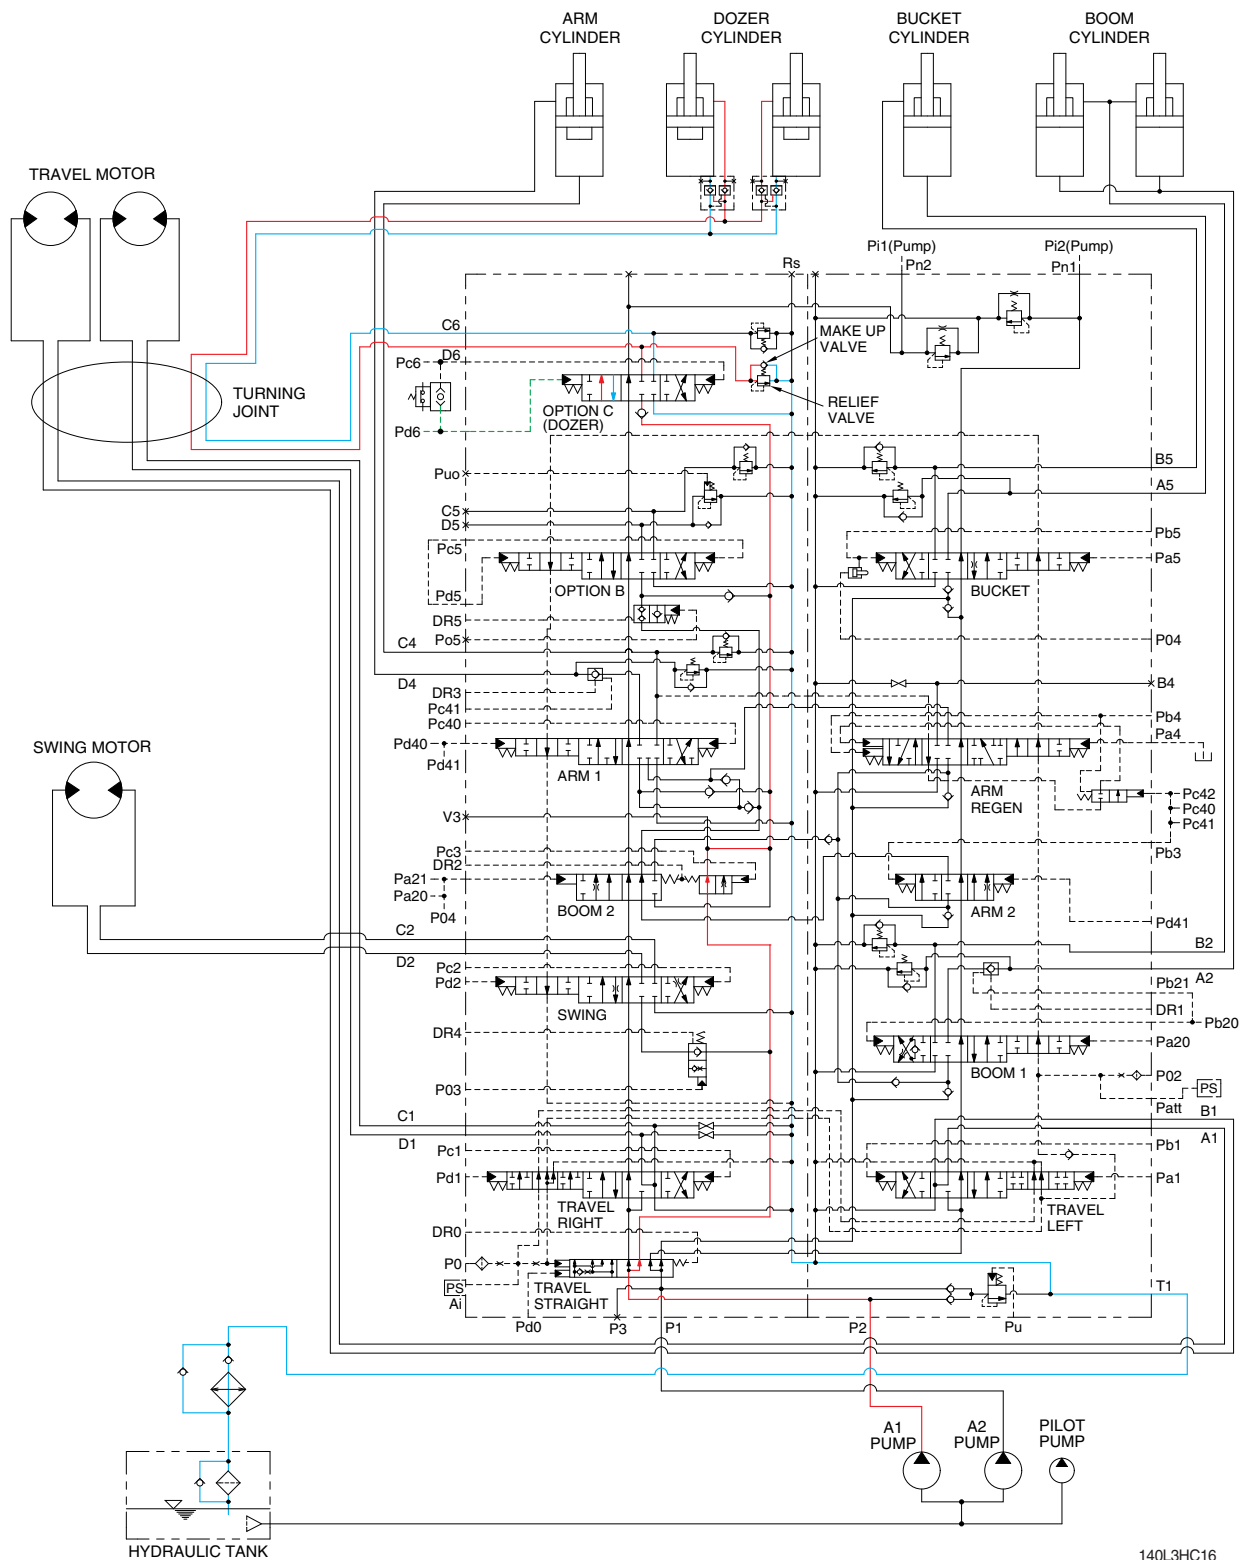 ARM
CYLINDER
DOZER
CYLINDER
BUCKET
CYLINDER
BOOM
CYLINDER
TRAVEL MOTOR
Pi1(Pump)
Pi2(Pump)
Rs
Pn2
Pn1
C6
MAKE UP
VALVE
Pc6
D6
TURNING
JOINT
OPTION C
(DOZER)
RELIEF
VALVE
Pd6
Puo
B5
A5
C5
D5
Pb5
Pc5
Pa5
OPTION B
BUCKET
Pd5
DR5
Po5
P04
C4
D4
B4
DR3
Pc41
Pc40
Pb4
Pa4
SWING MOTOR
Pd40
Pd41
ARM 1
ARM
REGEN
Pc42
Pc40
Pc41
V3
Pc3
DR2
Pb3
Pa21
Pa20
P04
BOOM 2
ARM 2
Pd41
C2
B2
D2
Pc2
A2
Pd2
Pb21
SWING
DR1
DR4
Pb20
Pa20
BOOM 1
P03
P02
PS
Patt
C1
B1
D1
A1
Pc1
Pb1
Pd1
Pa1
TRAVEL
RIGHT
TRAVEL
LEFT
DR0
P0
PS
Ai
TRAVEL
STRAIGHT
T1
Pd0
P3
P1
P2
Pu
A1
PUMP
A2
PUMP
PILOT
PUMP
HYDRAULIC TANK
140L3HC16